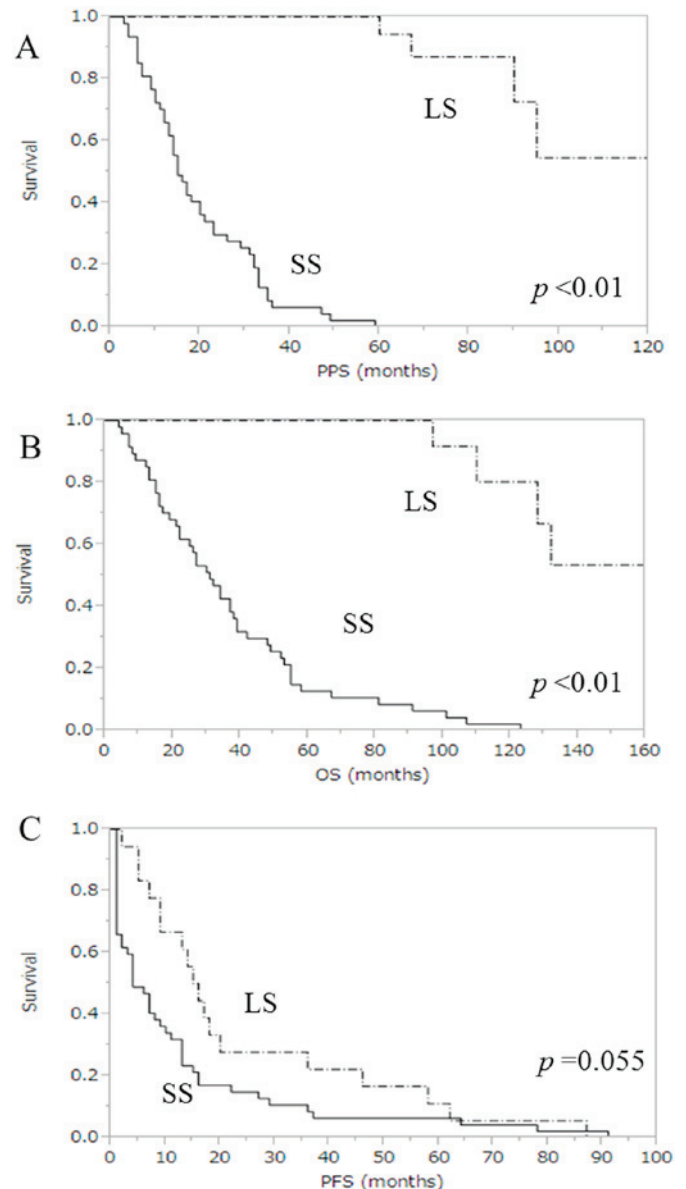 A
1.0
0.8
0.6
0.4
0.2
0.0
Survival
LS
SS
p <0.01
0 20 40 60 80 100 120
PPS (months)
B
1.0
0.8
0.6
0.4
0.2
0.0
Survival
LS
SS
p <0.01
0 20 40 60 80 100 120 140 160
OS (months)
C
1.0
0.8
0.6
0.4
0.2
0.0
Survival
LS
SS
p =0.055
0 10 20 30 40 50 60 70 80 90 100
PFS (months)